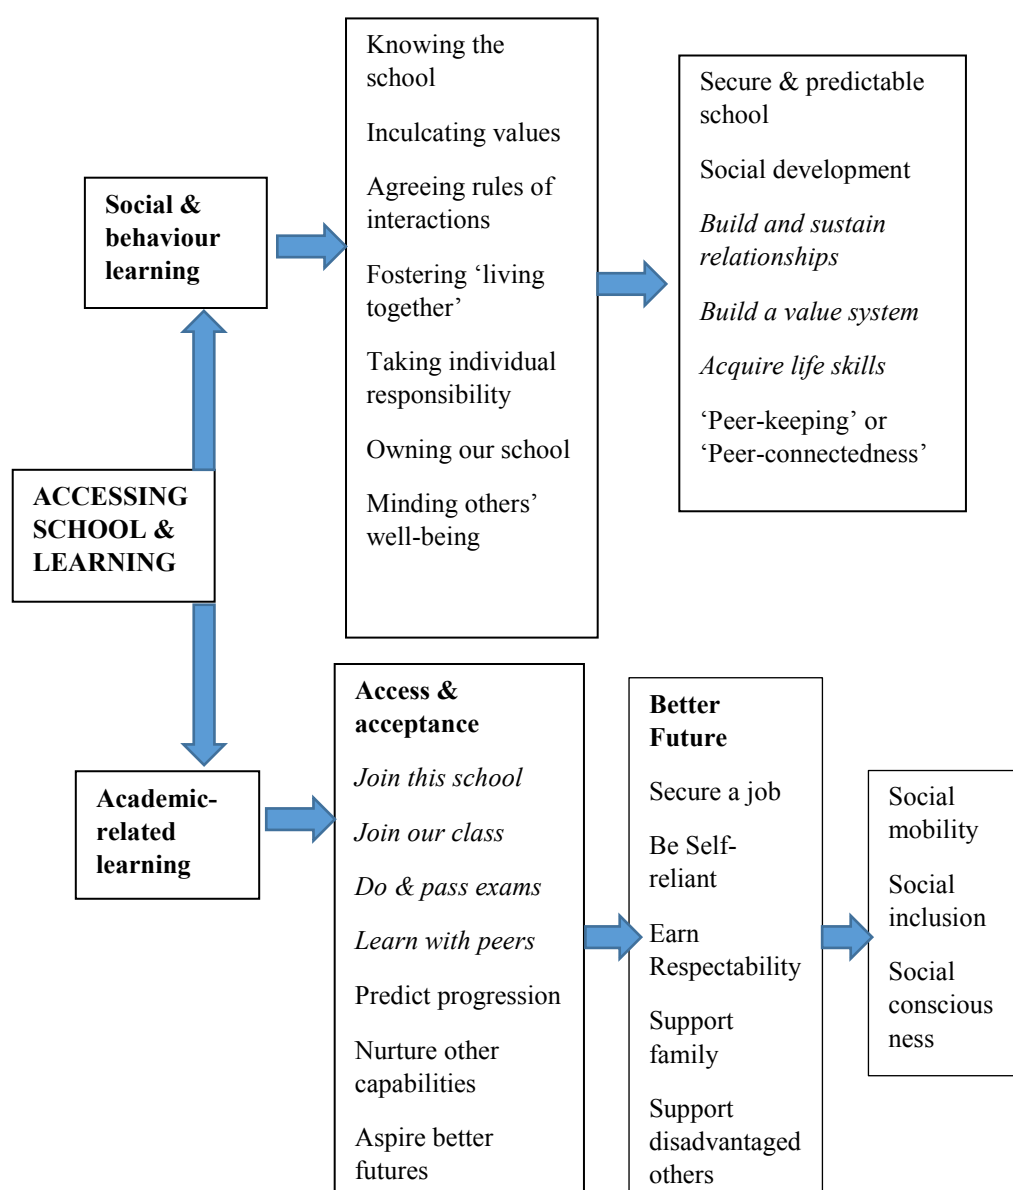 Knowing the
school
Inculcating values
Agreeing rules of
interactions
Fostering ‘living
together’
Taking individual
responsibility
Owning our school
Minding others’
well-being
Secure & predictable
school
Social development
Build and sustain
relationships
Build a value system
Acquire life skills
‘Peer-keeping’ or
‘Peer-connectedness’
Social &
behaviour
learning
ACCESSING
SCHOOL &
LEARNING
Academic-
related
learning
Access &
acceptance
Join this school
Join our class
Do & pass exams
Learn with peers
Predict progression
Nurture other
capabilities
Aspire better
futures
Better
Future
Secure a job
Be Self-
reliant
Earn
Respectability
Support
family
Support
disadvantaged
others
Social
mobility
Social
inclusion
Social
conscious
ness